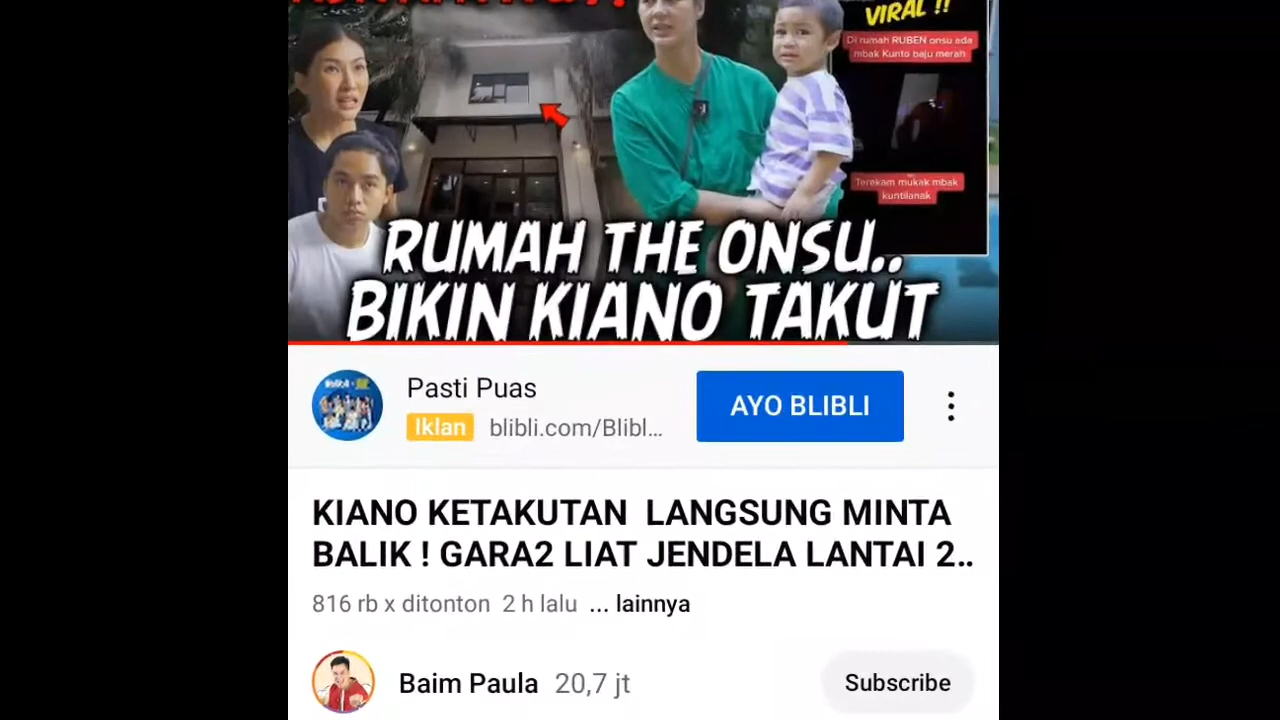 VIRAL !!
Di rumah RUBEN onsu ada
mbak Kunto baju merah
Terekam mukak mbak
kuntilanak
RUMAH THE ONSU..
BIKIN KIANO TAKUT
Pasti Puas
Iklan blibli.com/Blibl...
AYO BLIBLI
KIANO KETAKUTAN LANGSUNG MINTA
BALIK ! GARA2 LIAT JENDELA LANTAI 2..
816 rb x ditonton 2 h lalu ... lainnya
Baim Paula 20,7 jt
Subscribe